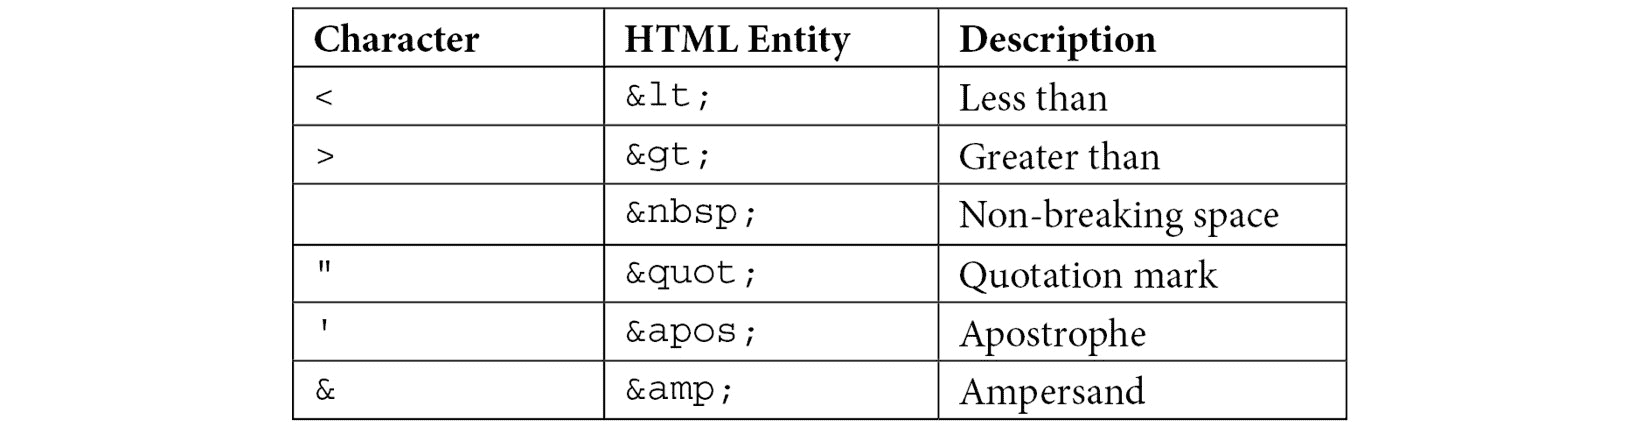 Character HTML Entity Description
< &lt; Less than
> &gt; Greater than
&nbsp; Non-breaking space
" &quot; Quotation mark
' &apos; Apostrophe
& &amp; Ampersand